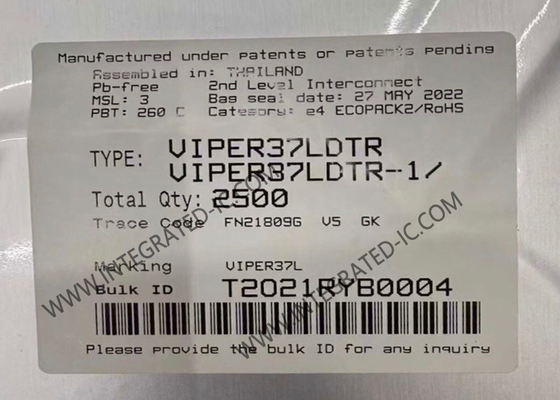 Manufactured under patents or patents pending
Assembled in: THAILAND
Pb-free 2nd Level Interconnect
MSL: 3 Bag seal date: 27 MAY 2022
PBT: 260 C Category: e4 ECOPACK2/RoHS
TYPE: VIPER37LDTR
VIPER37LDTR-1/
Total Qty: 2500
Trace Code FN21809G V5 GK
Marking VIPER37L
Bulk ID T2021RYB0004
Please provide the bulk ID for any inquiry
WWW.INTEGRATED-IC.COM
WWW.INTEGRATED-IC.COM